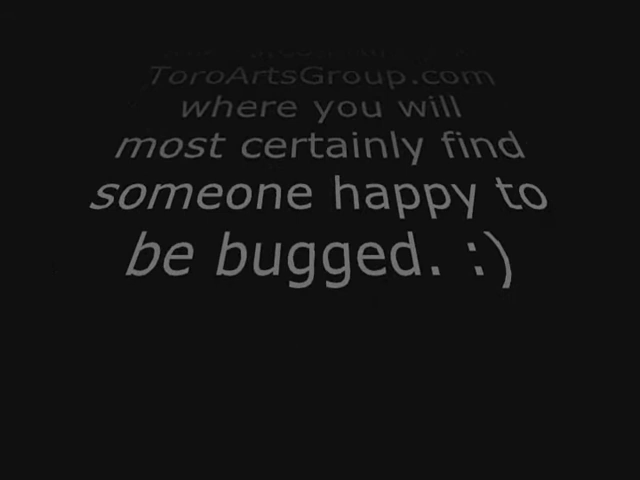 ToroArtsGroup.com
where you will
most certainly find
someone happy to
be bugged. :)